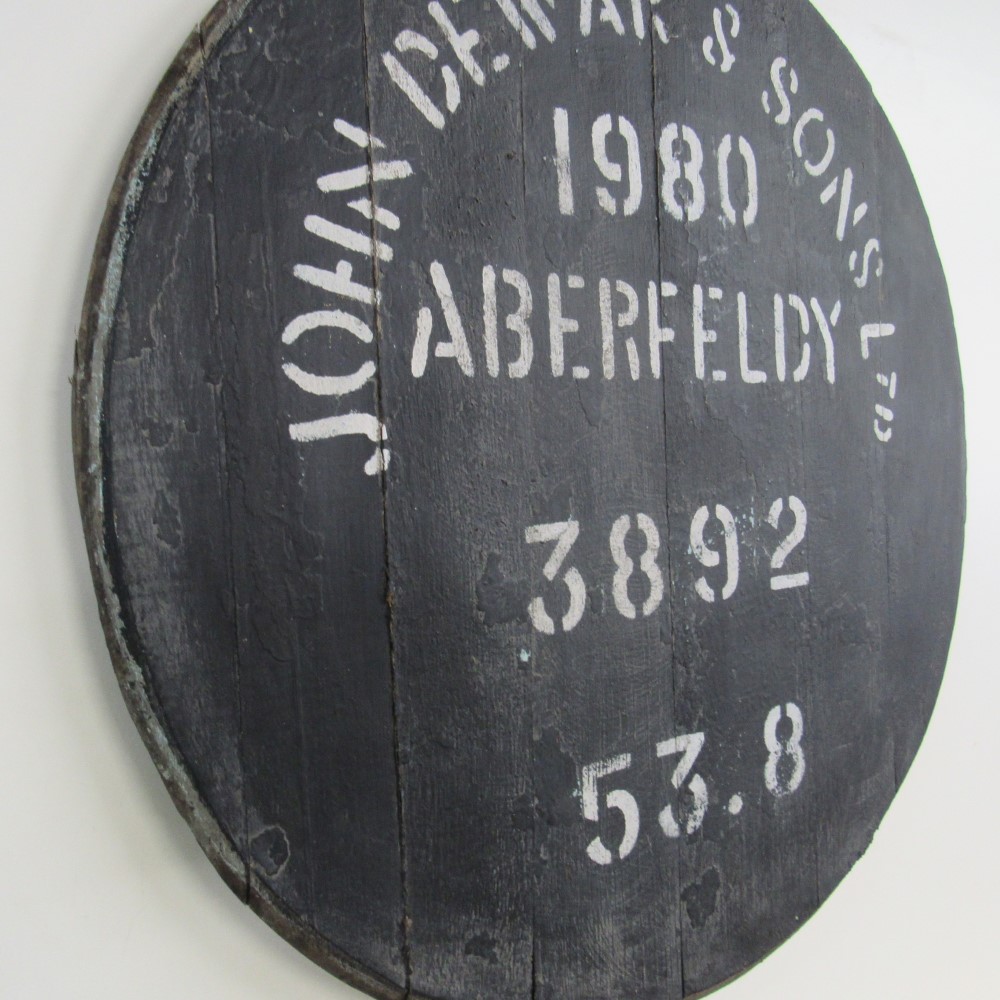 JOHN DEWAR & SONS LTD
1980
ABERFELDY
3892
53.8